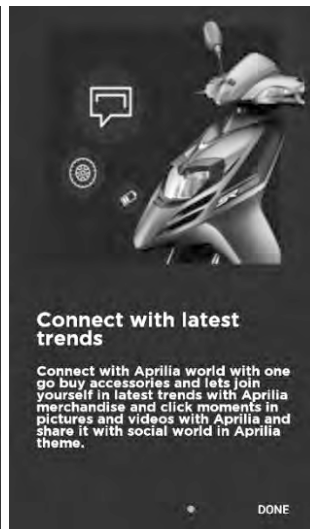 SR
Connect with latest
trends
Connect with Aprilia world with one
go buy accessories and lets join
yourself in latest trends with Aprilia
merchandise and click moments in
pictures and videos with Aprilia and
share it with social world in Aprilia
theme.
DONE